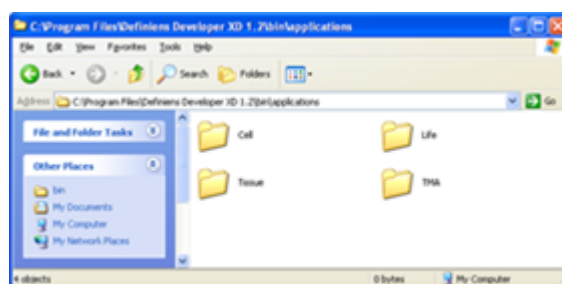 C:\Program Files\Definiens Developer XD 1.2\bin\applications
File Edit View Favorites Tools Help
Back Search Folders
Address C:\Program Files\Definiens Developer XD 1.2\bin\applications Go
File and Folder Tasks
Other Places
bin
My Documents
My Computer
My Network Places
Cell
Life
Tissue
TMA
4 objects 0 bytes My Computer